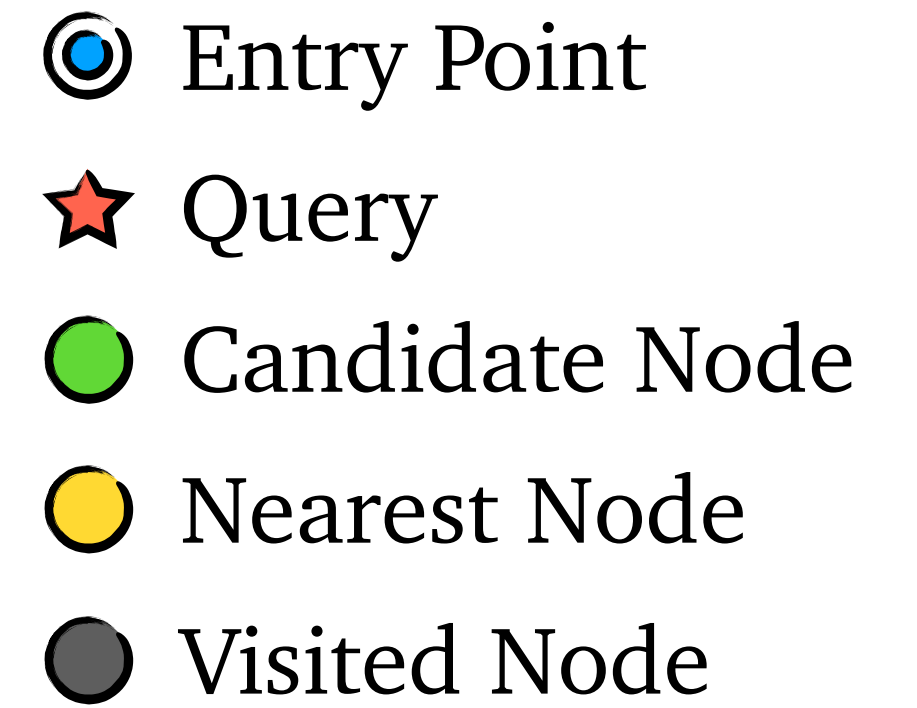 Entry Point
Query
Candidate Node
Nearest Node
Visited Node